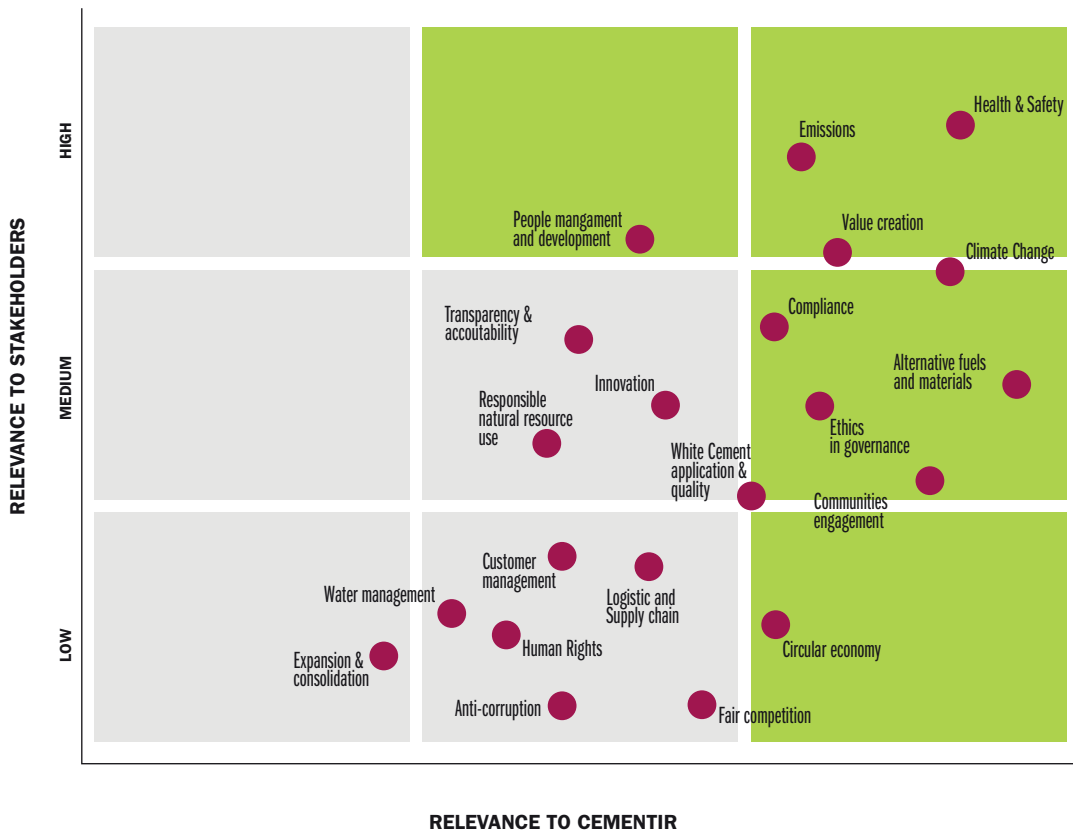 RELEVANCE TO STAKEHOLDERS
HIGH
MEDIUM
LOW
Health & Safety
Emissions
People mangament
and development
Value creation
Climate Change
Compliance
Transparency &
accoutability
Alternative fuels
and materials
Innovation
Responsible
natural resource
use
Ethics
in governance
White Cement
application &
quality
Communities
engagement
Customer
management
Water management
Logistic and
Supply chain
Human Rights
Circular economy
Expansion &
consolidation
Anti-corruption
Fair competition
RELEVANCE TO CEMENTIR